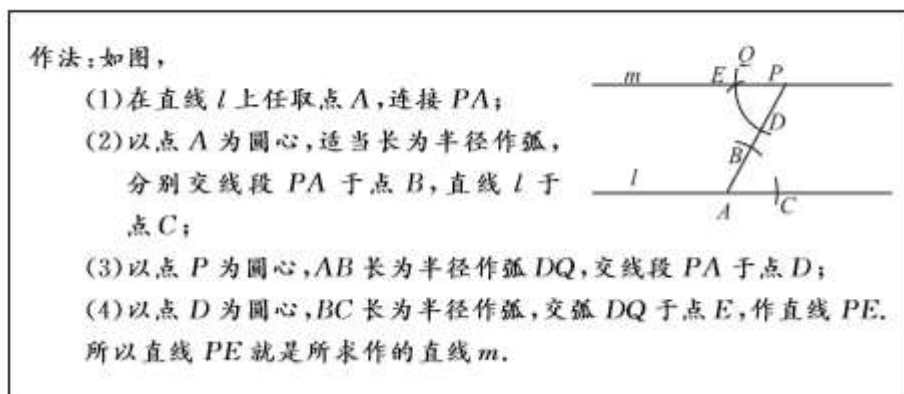 作法:如图,
(1)在直线 l 上任取点 A,连接 PA;
(2)以点 A 为圆心,适当长为半径作弧,
分别交线段 PA 于点 B,直线 l 于
点 C;
(3)以点 P 为圆心,AB 长为半径作弧 DQ,交线段 PA 于点 D;
(4)以点 D 为圆心,BC 长为半径作弧,交弧 DQ 于点 E,作直线 PE.
所以直线 PE 就是所求作的直线 m.
Q
m E P
D
B
l
A C